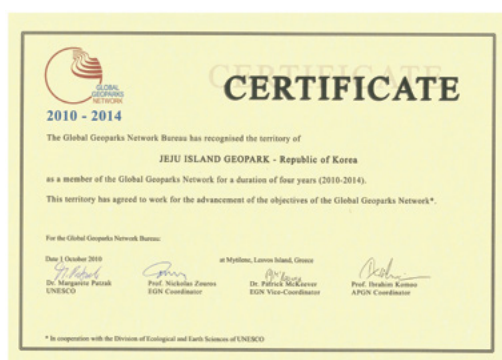 GLOBAL
GEOPARKS
NETWORK
CERTIFICATE
2010 - 2014
The Global Geoparks Network Bureau has recognised the territory of
JEJU ISLAND GEOPARK - Republic of Korea
as a member of the Global Geoparks Network for a duration of four years (2010-2014).
This territory has agreed to work for the advancement of the objectives of the Global Geoparks Network*.
For the Global Geoparks Network Bureau:
Date 1 October 2010 at Mytilene, Lesvos Island, Greece
Dr. Margarete Patzak Prof. Nickolas Zouros Dr. Patrick McKeever Prof. Ibrahim Komoo
UNESCO EGN Coordinator EGN Vice-Coordinator APGN Coordinator
* In cooperation with the Division of Ecological and Earth Sciences of UNESCO